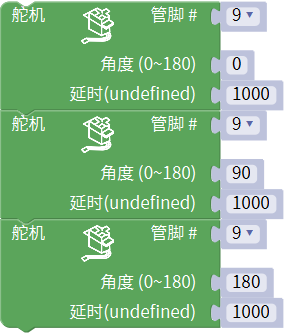 舵机 管脚 # 9
角度 (0~180) 0
延时(undefined) 1000
舵机 管脚 # 9
角度 (0~180) 90
延时(undefined) 1000
舵机 管脚 # 9
角度 (0~180) 180
延时(undefined) 1000